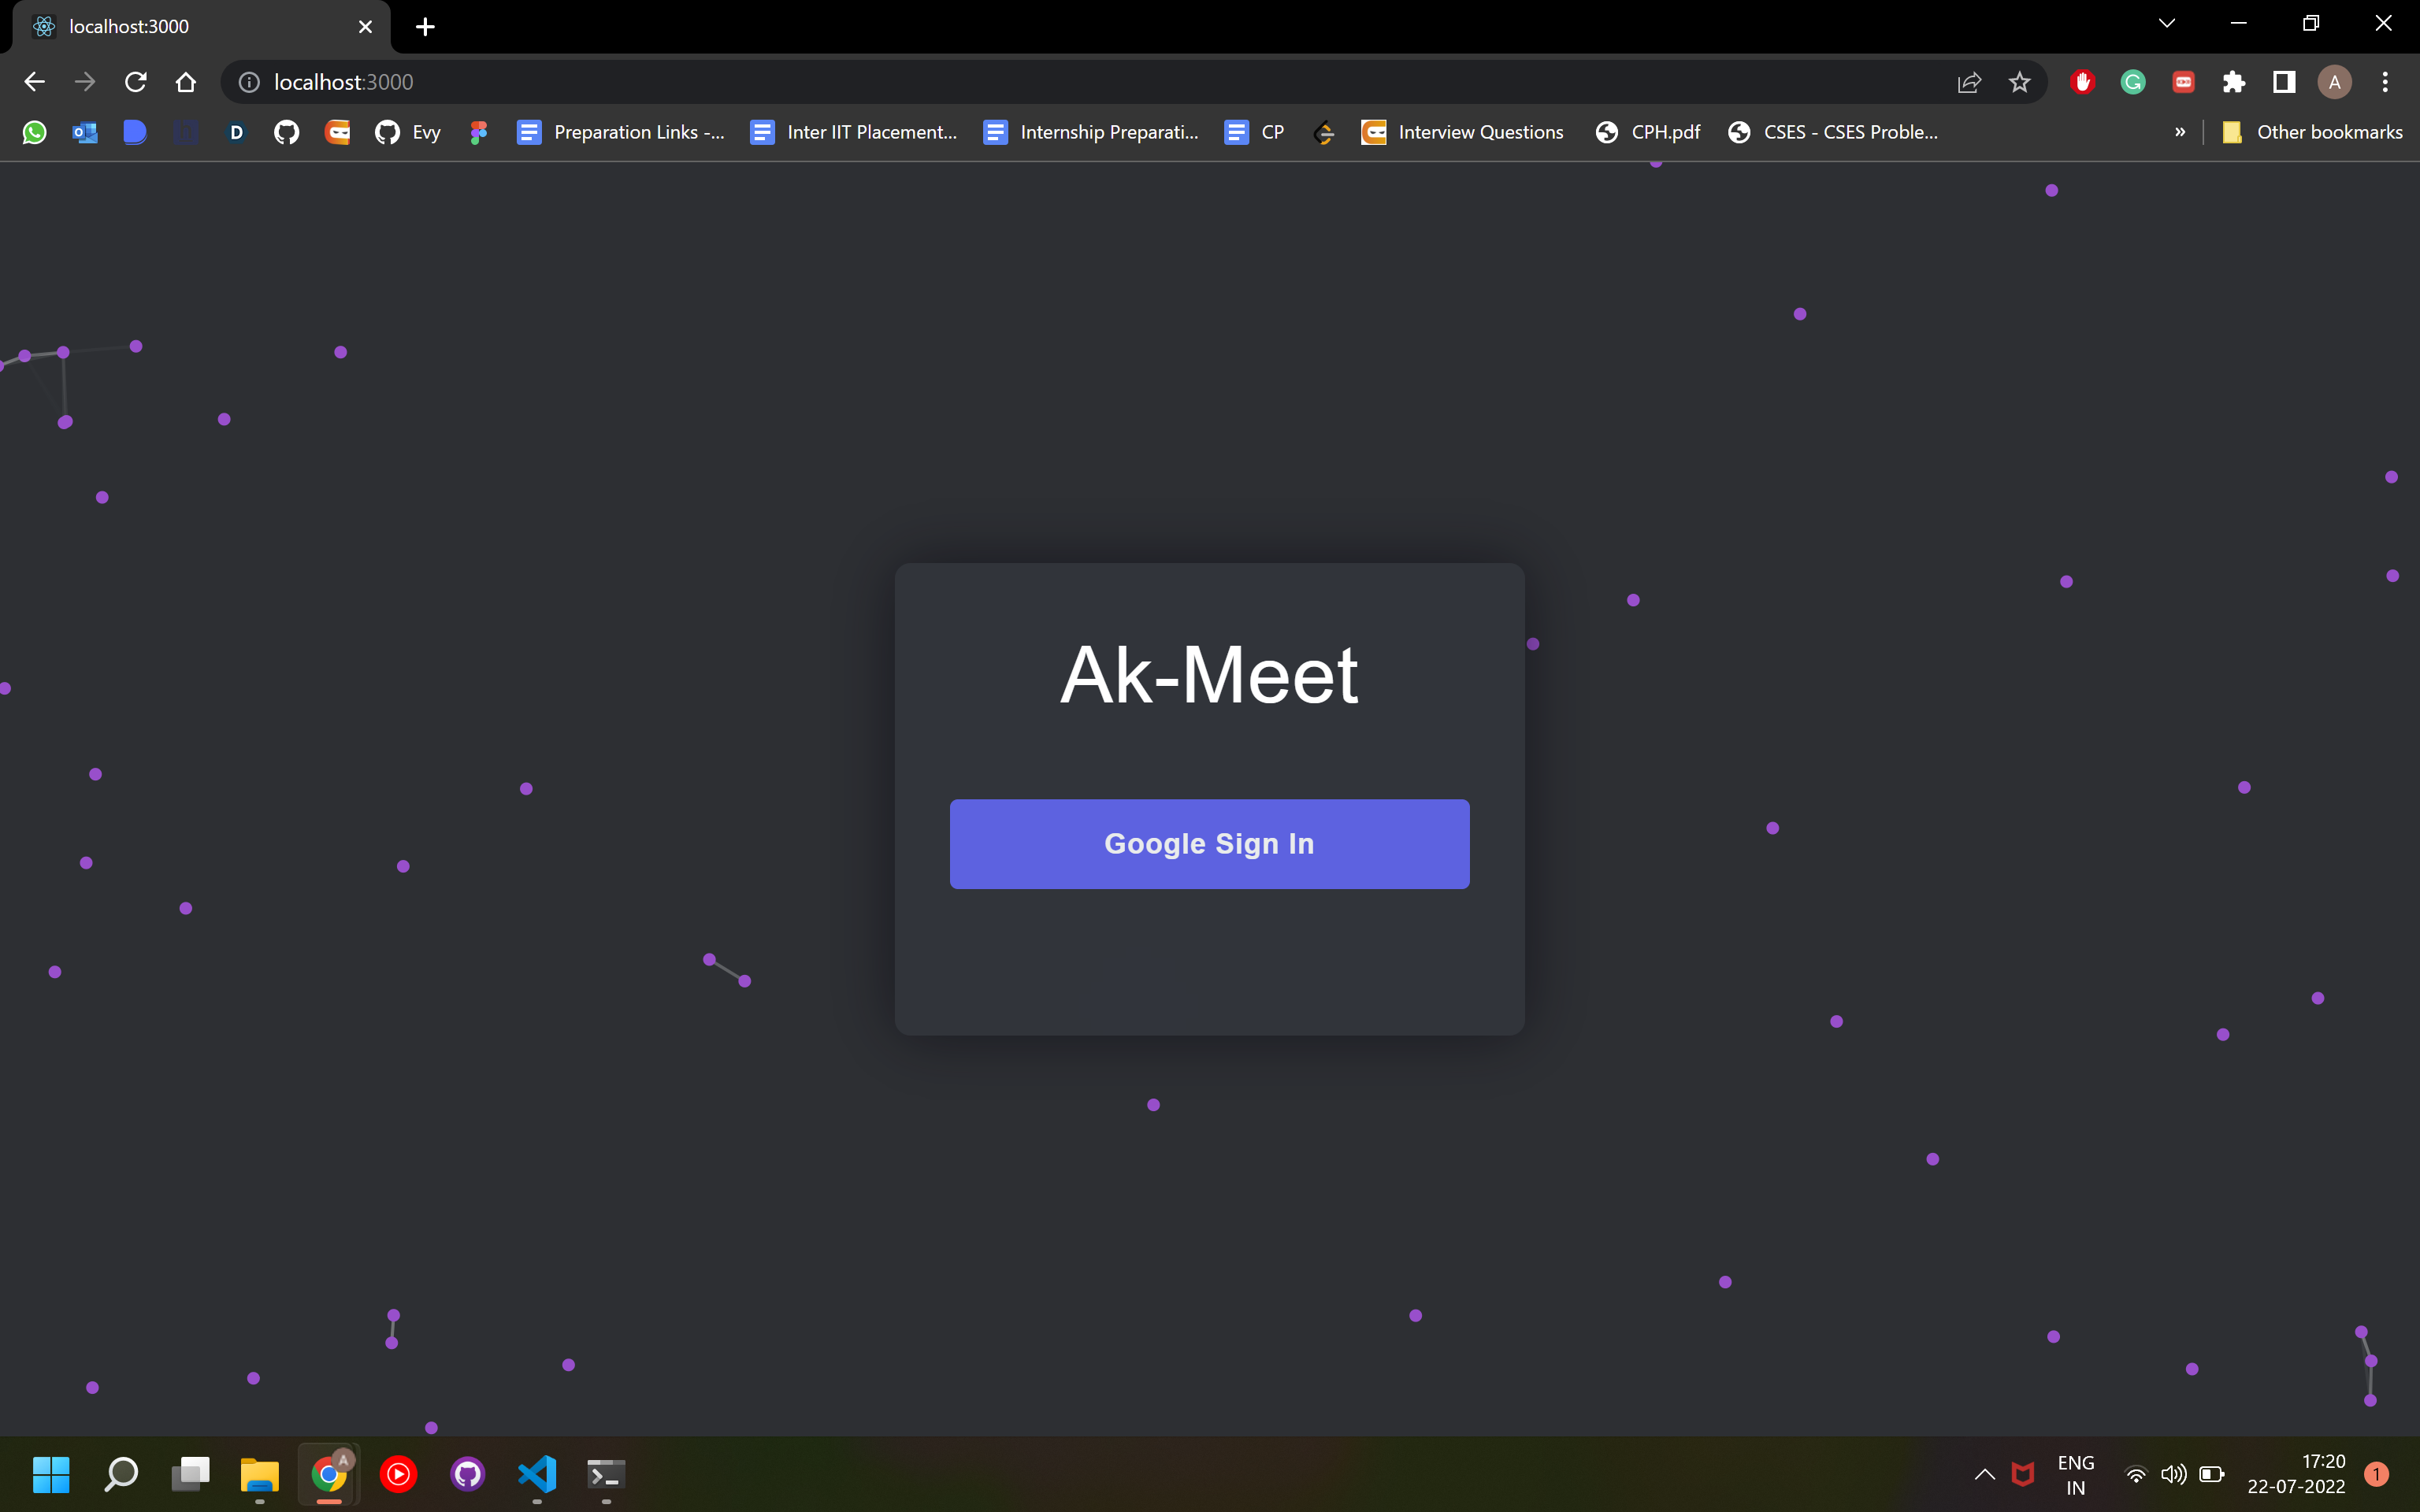 localhost:3000
localhost:3000
A
D
Evy
Preparation Links -...
Inter IIT Placement...
Internship Preparati...
CP
Interview Questions
CPH.pdf
CSES - CSES Proble...
»
Other bookmarks
Ak-Meet
Google Sign In
A
ENG
IN
17:20
22-07-2022
1